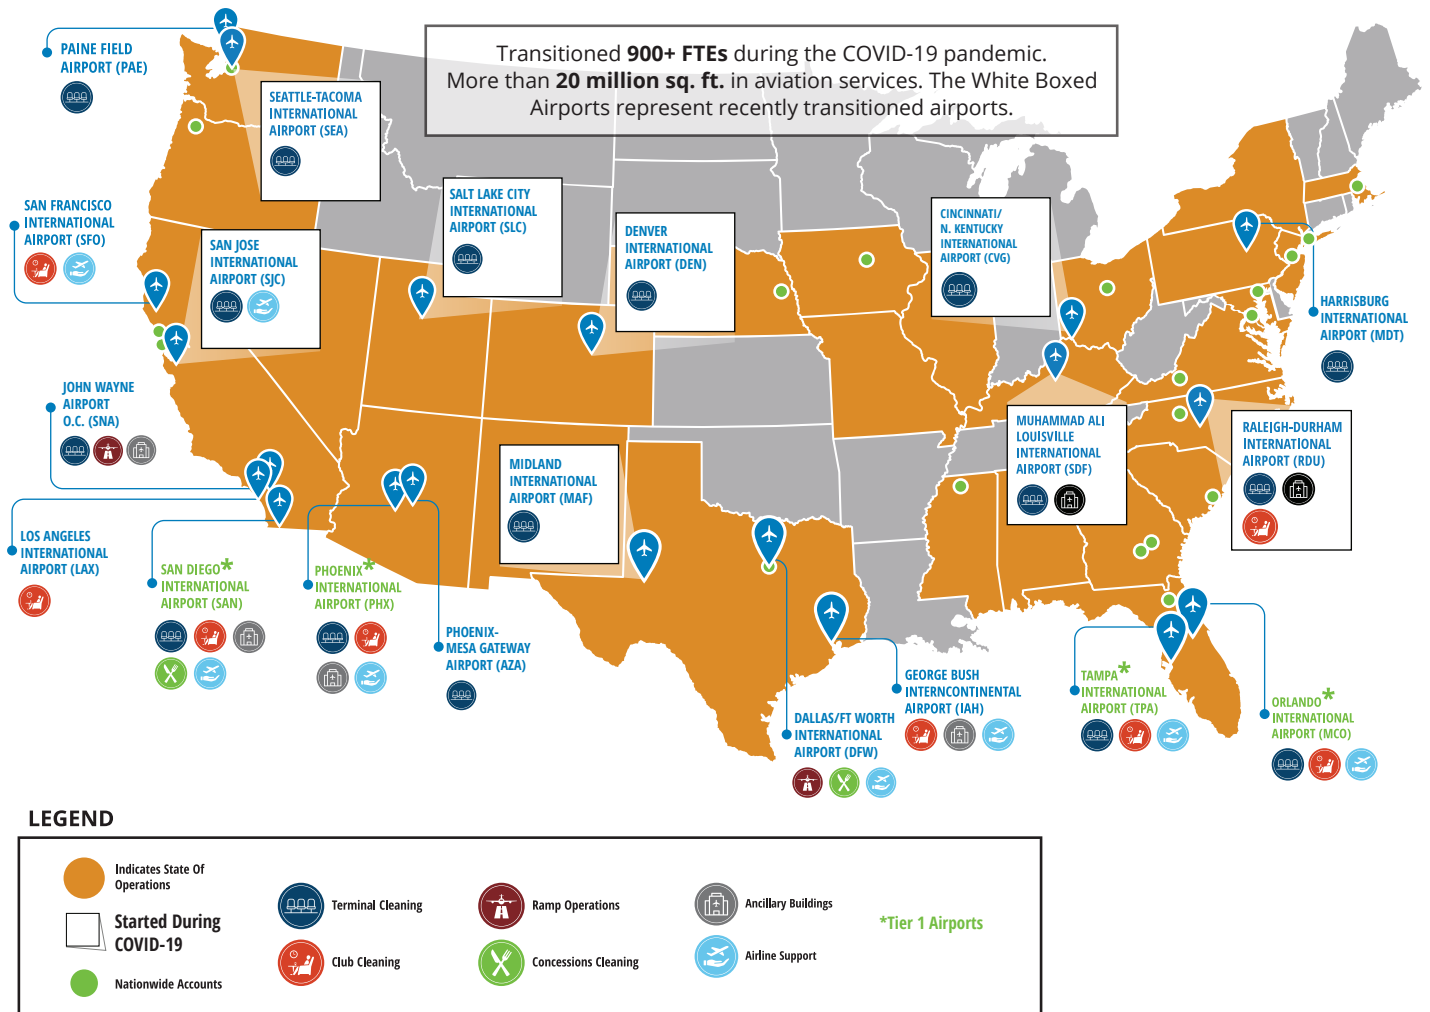 Transitioned 900+ FTEs during the COVID-19 pandemic.
More than 20 million sq. ft. in aviation services. The White Boxed
Airports represent recently transitioned airports.
PAINE FIELD
AIRPORT (PAE)
SEATTLE-TACOMA
INTERNATIONAL
AIRPORT (SEA)
SAN FRANCISCO
INTERNATIONAL
AIRPORT (SFO)
SAN JOSE
INTERNATIONAL
AIRPORT (SJC)
SALT LAKE CITY
INTERNATIONAL
AIRPORT (SLC)
DENVER
INTERNATIONAL
AIRPORT (DEN)
CINCINNATI/
N. KENTUCKY
INTERNATIONAL
AIRPORT (CVG)
HARRISBURG
INTERNATIONAL
AIRPORT (MDT)
JOHN WAYNE
AIRPORT
O.C. (SNA)
MIDLAND
INTERNATIONAL
AIRPORT (MAF)
MUHAMMAD ALI
LOUISVILLE
INTERNATIONAL
AIRPORT (SDF)
RALEIGH-DURHAM
INTERNATIONAL
AIRPORT (RDU)
LOS ANGELES
INTERNATIONAL
AIRPORT (LAX)
SAN DIEGO*
INTERNATIONAL
AIRPORT (SAN)
PHOENIX*
INTERNATIONAL
AIRPORT (PHX)
PHOENIX-
MESA GATEWAY
AIRPORT (AZA)
DALLAS/FT WORTH
INTERNATIONAL
AIRPORT (DFW)
GEORGE BUSH
INTERNCONTINENTAL
AIRPORT (IAH)
TAMPA*
INTERNATIONAL
AIRPORT (TPA)
ORLANDO*
INTERNATIONAL
AIRPORT (MCO)
LEGEND
Indicates State Of
Operations
Started During
COVID-19
Nationwide Accounts
Terminal Cleaning
Club Cleaning
Ramp Operations
Concessions Cleaning
Ancillary Buildings
Airline Support
*Tier 1 Airports